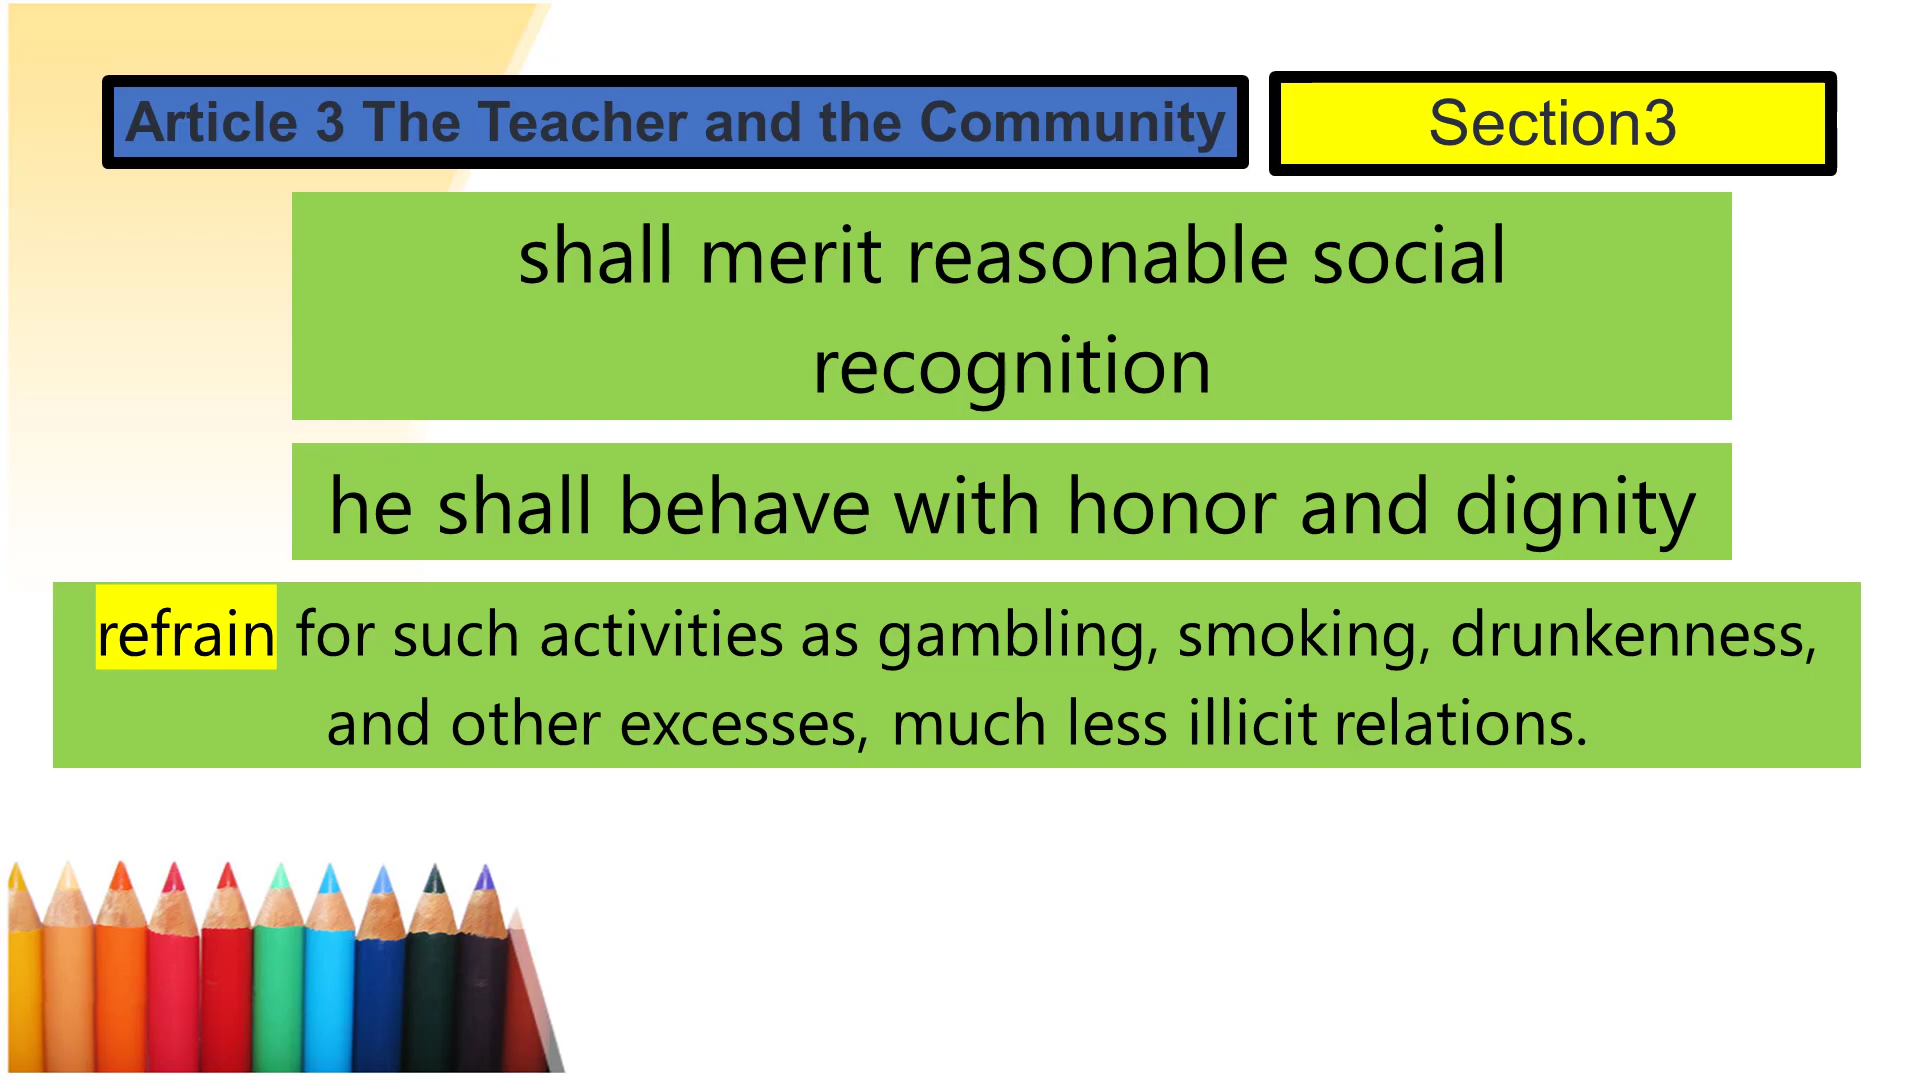 Article 3 The Teacher and the Community
Section3
shall merit reasonable social
recognition
he shall behave with honor and dignity
refrain for such activities as gambling, smoking, drunkenness,
and other excesses, much less illicit relations.